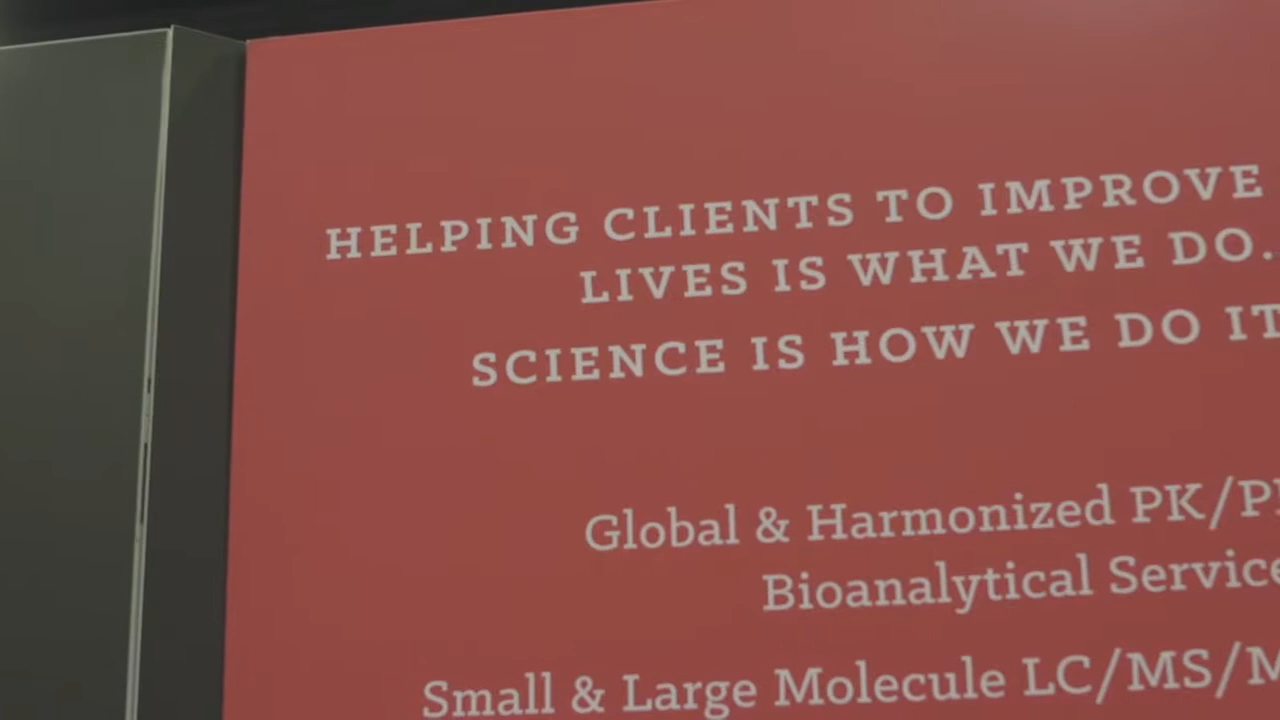 HELPING CLIENTS TO IMPROVE
LIVES IS WHAT WE DO.
SCIENCE IS HOW WE DO IT
Global & Harmonized
Bioanalytical
Small & Large Molecule